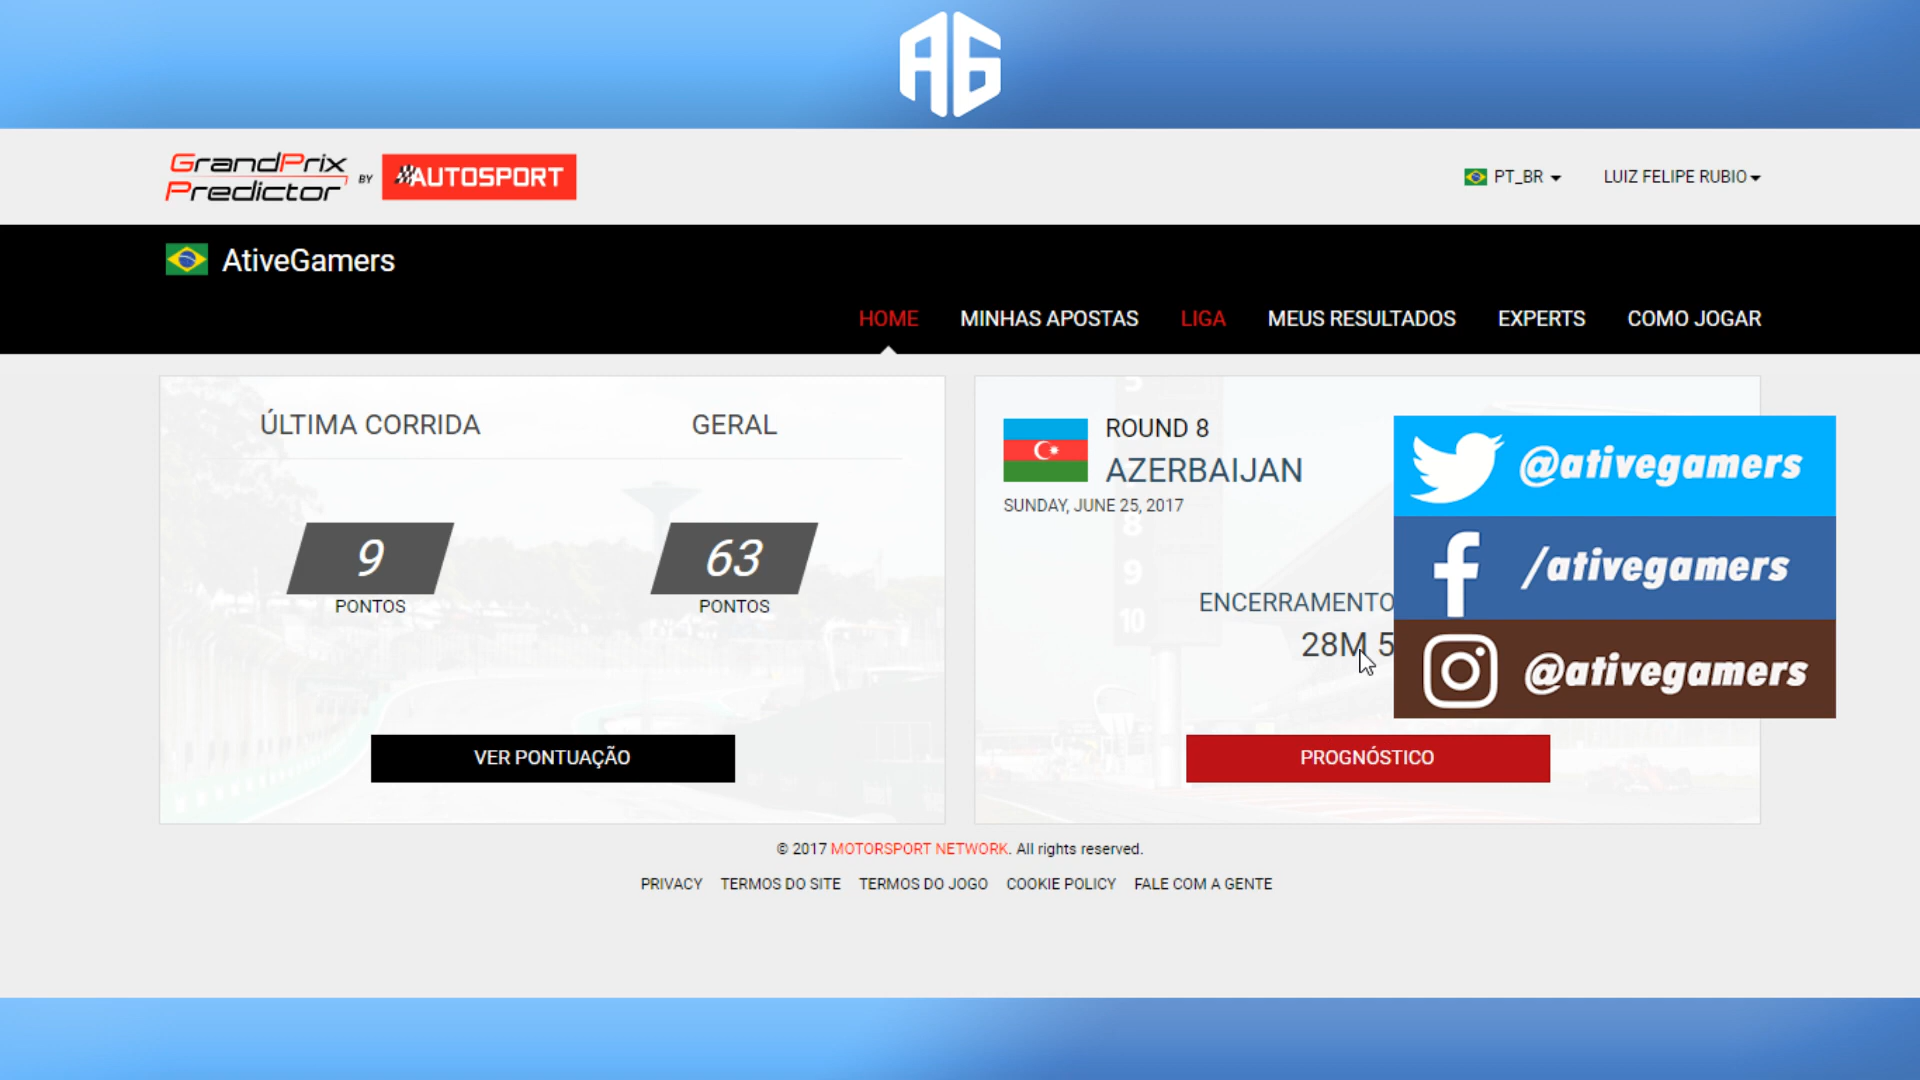 AG
GrandPrix
Predictor
BY
AUTOSPORT
PT_BR
LUIZ FELIPE RUBIO
AtiveGamers
HOME MINHAS APOSTAS LIGA MEUS RESULTADOS EXPERTS COMO JOGAR
ÚLTIMA CORRIDA
GERAL
9
PONTOS
63
PONTOS
VER PONTUAÇÃO
ROUND 8
AZERBAIJAN
SUNDAY, JUNE 25, 2017
8
9
10
ENCERRAMENTO
28M 5
PROGNÓSTICO
@ativegamers
/ativegamers
@ativegamers
© 2017 MOTORSPORT NETWORK. All rights reserved.
PRIVACY TERMOS DO SITE TERMOS DO JOGO COOKIE POLICY FALE COM A GENTE